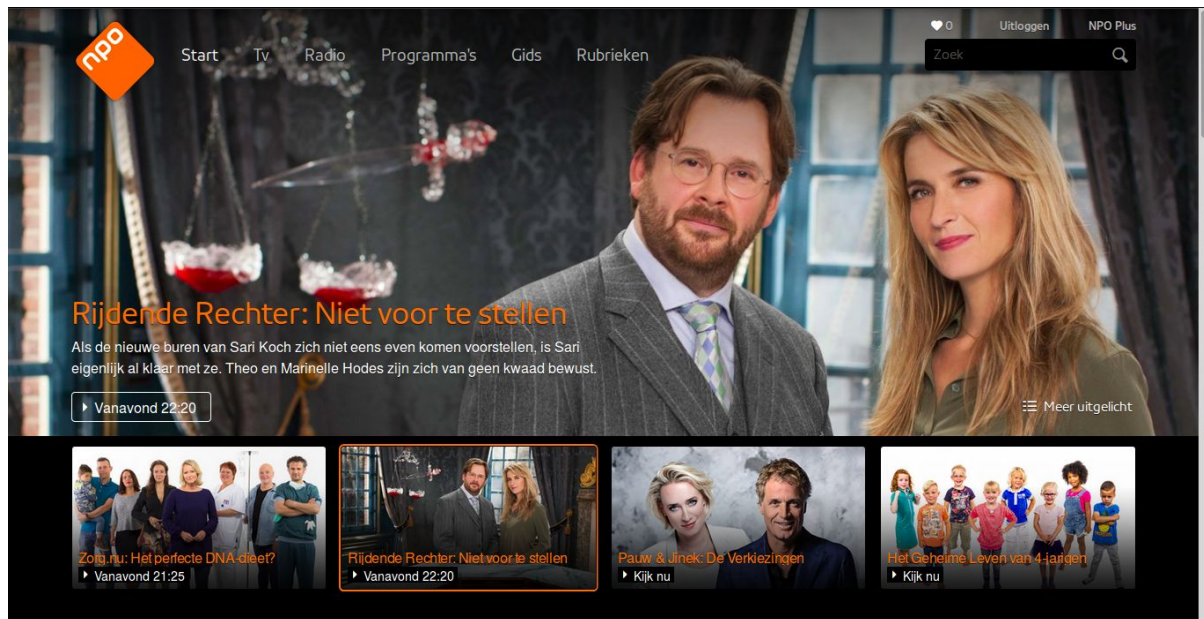 npo
Start Tv Radio Programma's Gids Rubrieken
0 Uitloggen NPO Plus
Zoek
Rijdende Rechter: Niet voor te stellen
Als de nieuwe buren van Sari Koch zich niet eens even komen voorstellen, is Sari
eigenlijk al klaar met ze. Theo en Marinelle Hodes zijn zich van geen kwaad bewust.
Vanavond 22:20
Meer uitgelicht
Zorg.nu: Het perfecte DNA-dieet?
Vanavond 21:25
Rijdende Rechter: Niet voor te stellen
Vanavond 22:20
Pauw & Jinek: De Verkiezingen
Kijk nu
Het Geheime Leven van 4-jarigen
Kijk nu